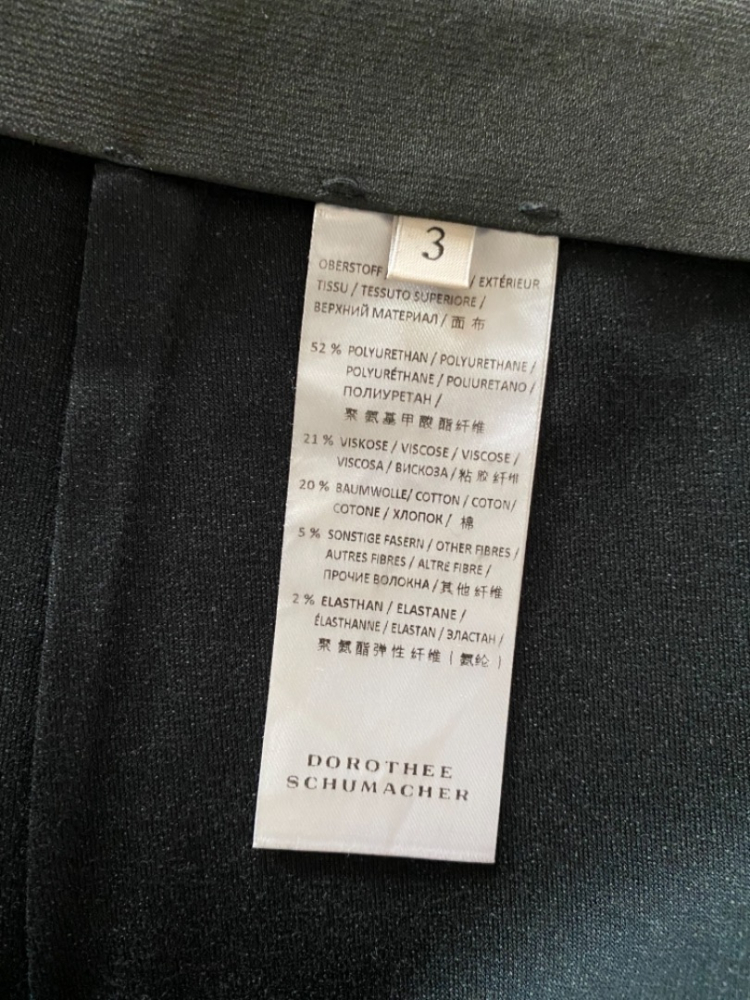 3
OBERSTOFF / EXTÉRIEUR
TISSU / TESSUTO SUPERIORE /
ВЕРХНИЙ МАТЕРИАЛ / 面布
52 % POLYURETHAN / POLYURETHANE /
POLYURÉTHANE / POLIURETANO /
ПОЛИУРЕТАН /
聚氨基甲酸酯纤维
21 % VISKOSE / VISCOSE / VISCOSE /
VISCOSA / ВИСКОЗА / 粘胶纤维
20 % BAUMWOLLE/ COTTON / COTON/
COTONE / ХЛОПОК / 棉
5 % SONSTIGE FASERN / OTHER FIBRES /
AUTRES FIBRES / ALTRE FIBRE /
ПРОЧИЕ ВОЛОКНА / 其他纤维
2 % ELASTHAN / ELASTANE /
ÉLASTHANNE / ELASTAN / ЭЛАСТАН /
聚氨酯弹性纤维 ( 氨纶 )
DOROTHEE
SCHUMACHER